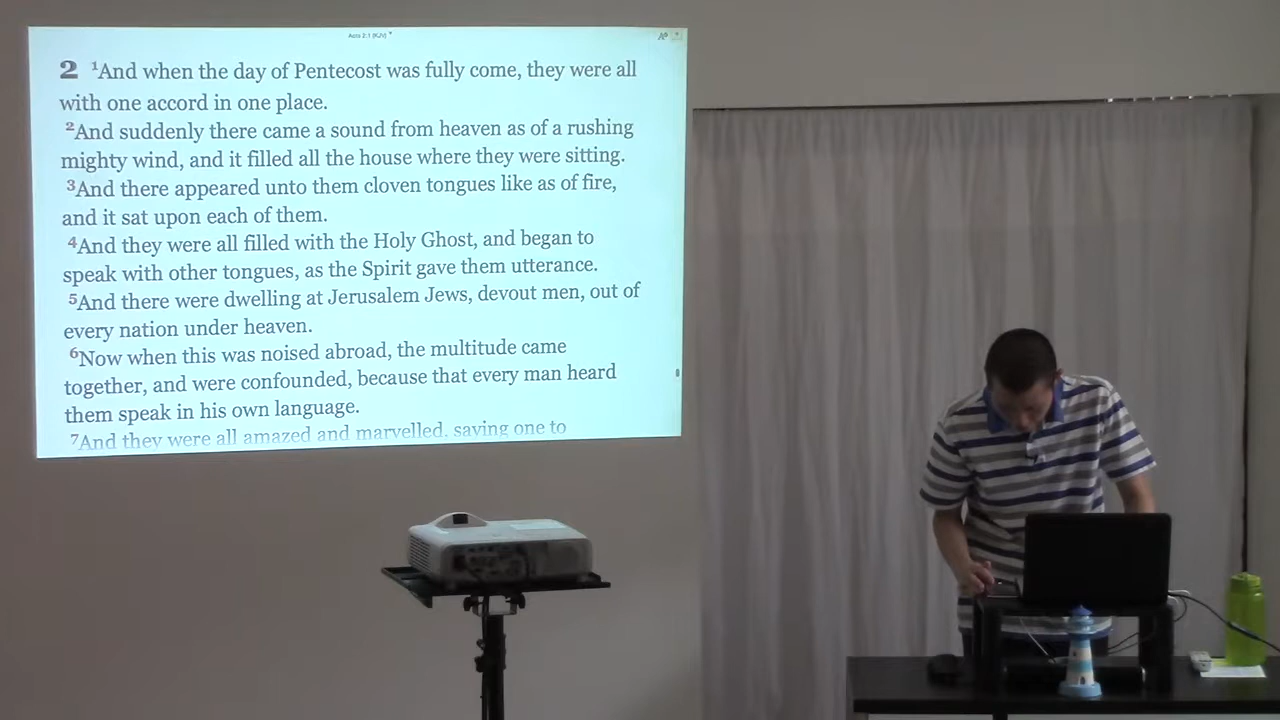 Acts 2:1 (KJV)
2 1And when the day of Pentecost was fully come, they were all
with one accord in one place.
2And suddenly there came a sound from heaven as of a rushing
mighty wind, and it filled all the house where they were sitting.
3And there appeared unto them cloven tongues like as of fire,
and it sat upon each of them.
4And they were all filled with the Holy Ghost, and began to
speak with other tongues, as the Spirit gave them utterance.
5And there were dwelling at Jerusalem Jews, devout men, out of
every nation under heaven.
6Now when this was noised abroad, the multitude came
together, and were confounded, because that every man heard
them speak in his own language.
7And they were all amazed and marvelled, saying one to